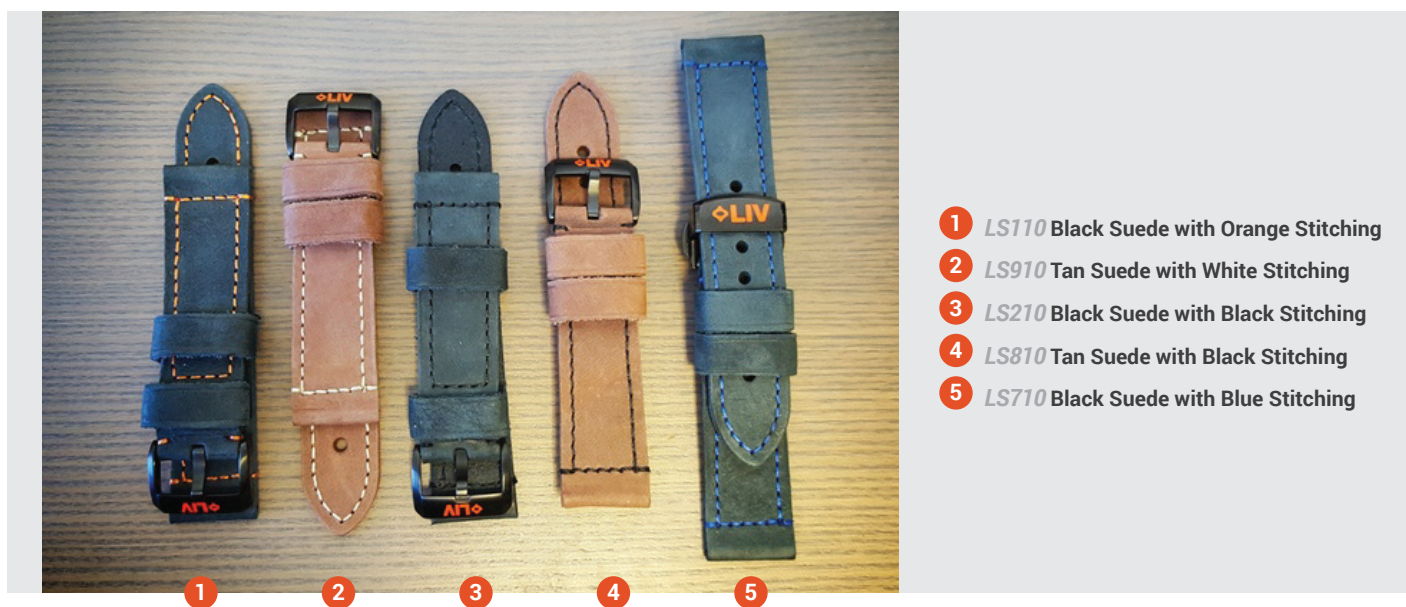 LIV
LIV
LIV
LIV
LIV
1
2
3
4
5
1 LS110 Black Suede with Orange Stitching
2 LS910 Tan Suede with White Stitching
3 LS210 Black Suede with Black Stitching
4 LS810 Tan Suede with Black Stitching
5 LS710 Black Suede with Blue Stitching